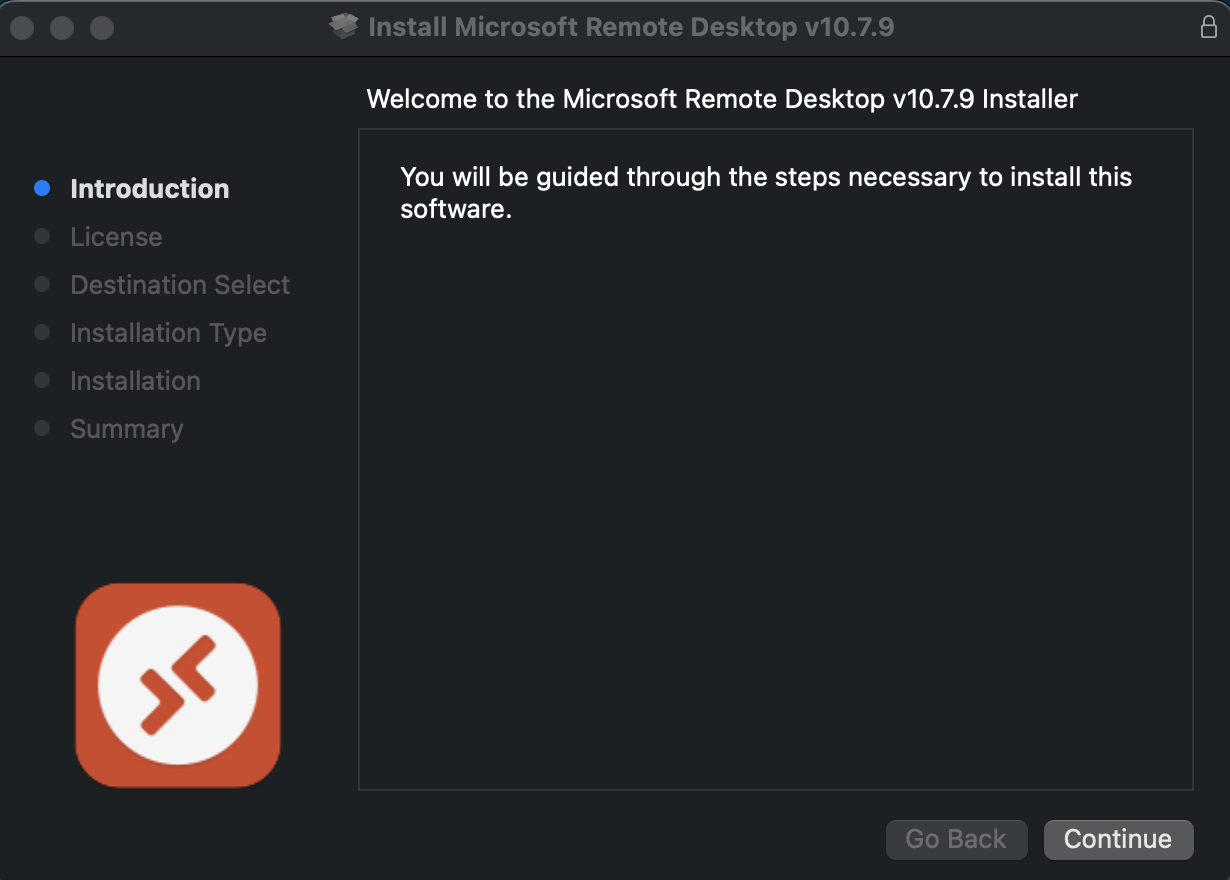 Install Microsoft Remote Desktop v10.7.9
Welcome to the Microsoft Remote Desktop v10.7.9 Installer
Introduction
License
Destination Select
Installation Type
Installation
Summary
You will be guided through the steps necessary to install this
software.
Go Back
Continue